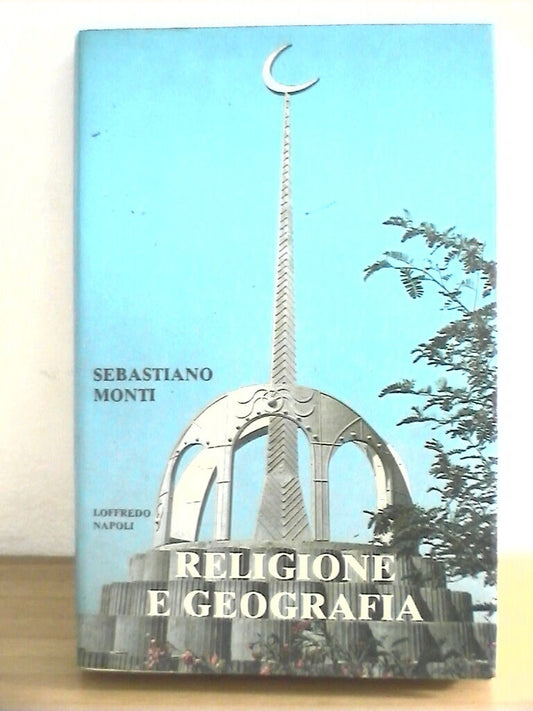 SEBASTIANO
MONTI
LOFFREDO
NAPOLI
RELIGIONE
E GEOGRAFIA